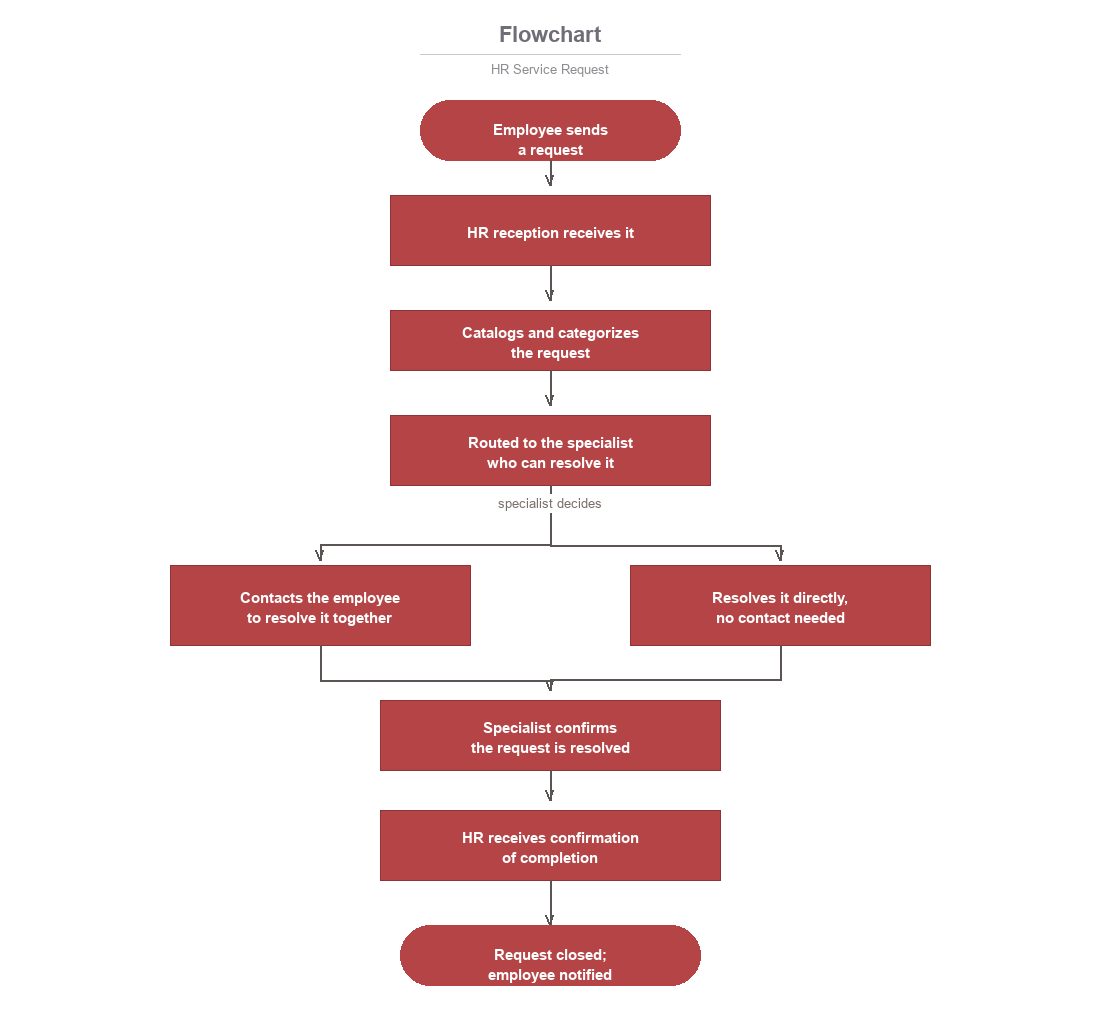 Flowchart
HR Service Request
Employee sends
a request
HR reception receives it
Catalogs and categorizes
the request
Routed to the specialist
who can resolve it
specialist decides
Contacts the employee
to resolve it together
Resolves it directly,
no contact needed
Specialist confirms
the request is resolved
HR receives confirmation
of completion
Request closed;
employee notified